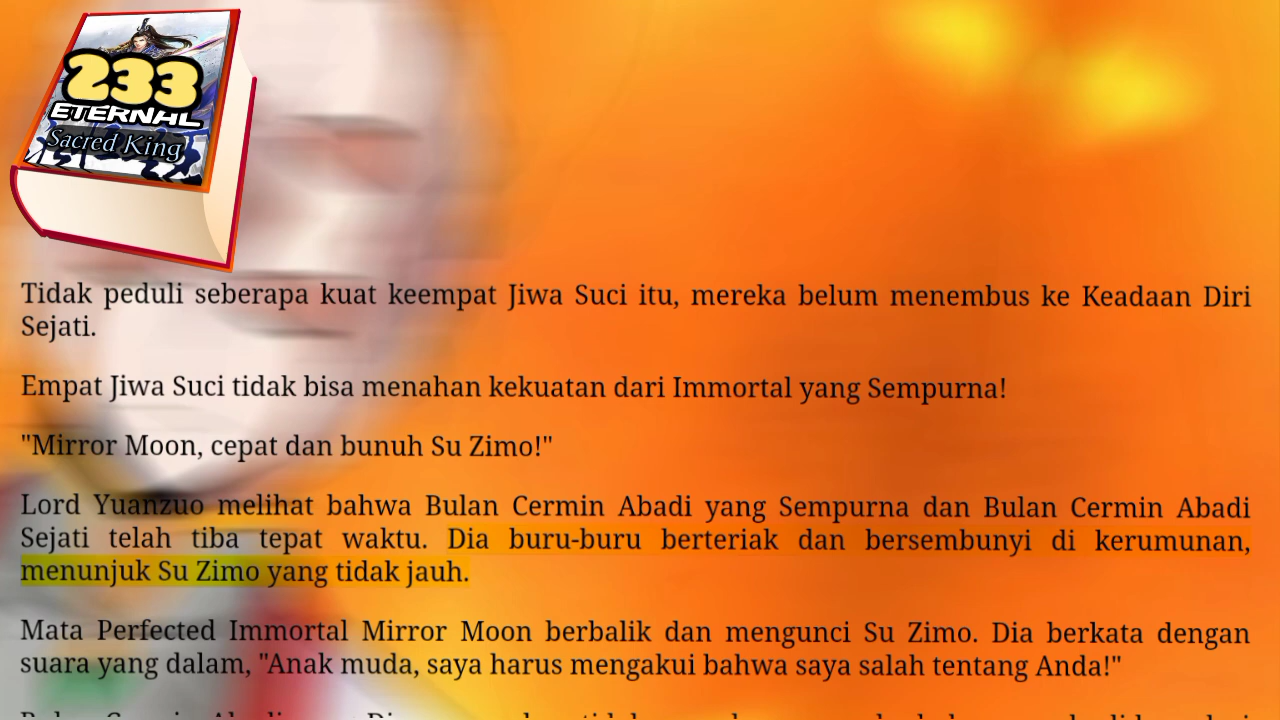 233
ETERNAL
Sacred King
Tidak peduli seberapa kuat keempat Jiwa Suci itu, mereka belum menembus ke Keadaan Diri
Sejati.
Empat Jiwa Suci tidak bisa menahan kekuatan dari Immortal yang Sempurna!
"Mirror Moon, cepat dan bunuh Su Zimo!"
Lord Yuanzuo melihat bahwa Bulan Cermin Abadi yang Sempurna dan Bulan Cermin Abadi
Sejati telah tiba tepat waktu. Dia buru-buru berteriak dan bersembunyi di kerumunan,
menunjuk Su Zimo yang tidak jauh.
Mata Perfected Immortal Mirror Moon berbalik dan mengunci Su Zimo. Dia berkata dengan
suara yang dalam, "Anak muda, saya harus mengakui bahwa saya salah tentang Anda!"